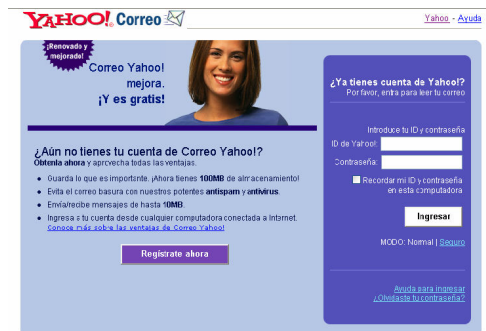 YAHOO! Correo
Yahoo - Ayuda
¡Renovado y
mejorado!
Correo Yahoo!
mejora.
¡Y es gratis!
¿Aún no tienes tu cuenta de Correo Yahoo!?
Obtenla ahora y aprovecha todas las ventajas.
Guarda lo que es importante. ¡Ahora tienes 100MB de almacenamiento!
Evita el correo basura con nuestros potentes antispam y antivirus.
Envía/recibe mensajes de hasta 10MB.
Ingresa a tu cuenta desde cualquier computadora conectada a Internet.
Conoce más sobre las ventajas de Correo Yahoo!
Regístrate ahora
¿Ya tienes cuenta de Yahoo!?
Por favor, entra para leer tu correo
Introduce tu ID y contraseña
ID de Yahoo!:
Contraseña:
Recordar mi ID y contraseña
en esta computadora
Ingresar
MODO: Normal | Seguro
Ayuda para ingresar
¿Olvidaste tu contraseña?